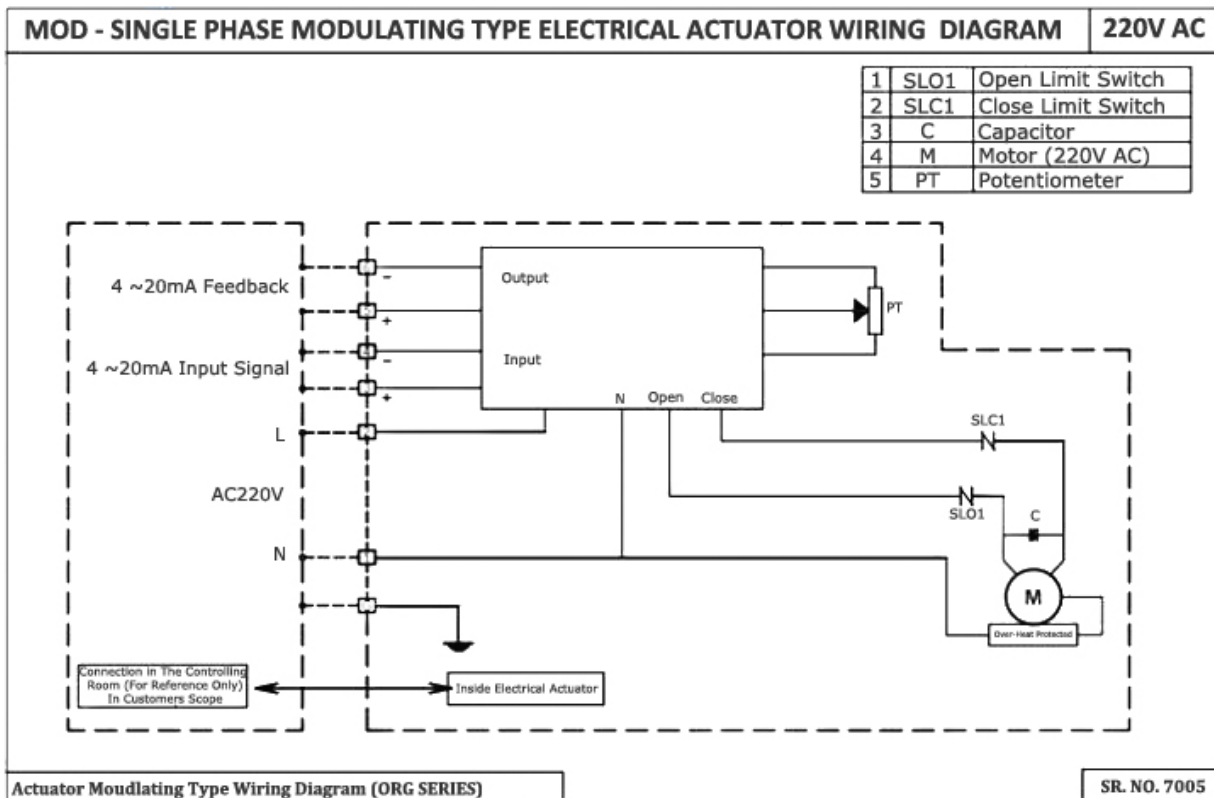 MOD - SINGLE PHASE MODULATING TYPE ELECTRICAL ACTUATOR WIRING DIAGRAM 220V AC
1 SLO1 Open Limit Switch
2 SLC1 Close Limit Switch
3 C Capacitor
4 M Motor (220V AC)
5 PT Potentiometer
4 ~20mA Feedback
-
+
Output
PT
4 ~20mA Input Signal
-
+
Input
N Open Close
L
SLC1
AC220V
SLO1
C
N
M
Over-Heat Protected
Connection in The Controlling
Room (For Reference Only)
In Customers Scope
Inside Electrical Actuator
Actuator Moudlating Type Wiring Diagram (ORG SERIES)
SR. NO. 7005